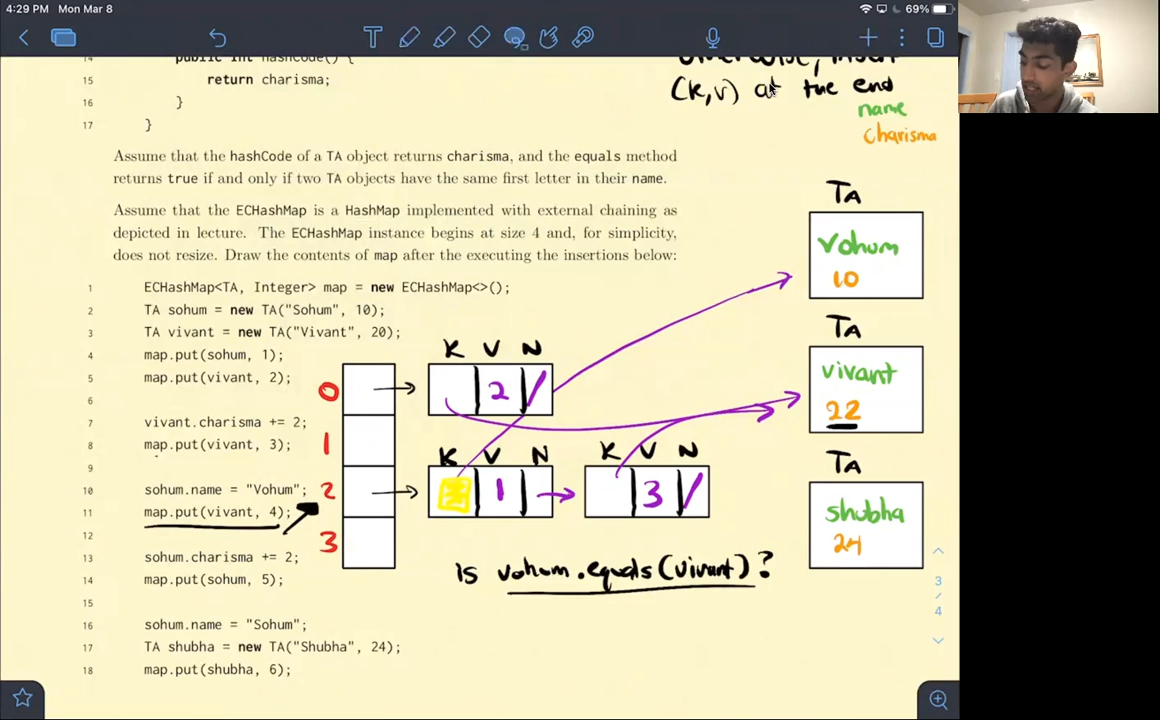 4:29 PM Mon Mar 8
69%
14 public int hashCode() {
15 return charisma;
16 }
17 }
otherwise, insert
(k,v) at the end
name
charisma
Assume that the hashCode of a TA object returns charisma, and the equals method
returns true if and only if two TA objects have the same first letter in their name.
Assume that the ECHashMap is a HashMap implemented with external chaining as
depicted in lecture. The ECHashMap instance begins at size 4 and, for simplicity,
does not resize. Draw the contents of map after the executing the insertions below:
1 ECHashMap<TA, Integer> map = new ECHashMap<>();
2 TA sohum = new TA("Sohum", 10);
3 TA vivant = new TA("Vivant", 20);
4 map.put(sohum, 1);
5 map.put(vivant, 2);
6
7 vivant.charisma += 2;
8 map.put(vivant, 3);
9
10 sohum.name = "Vohum";
11 map.put(vivant, 4);
12
13 sohum.charisma += 2;
14 map.put(sohum, 5);
15
16 sohum.name = "Sohum";
17 TA shubha = new TA("Shubha", 24);
18 map.put(shubha, 6);
0
1
2
3
K V N
2
K V N
1
K V N
3
TA
vohum
10
TA
vivant
22
TA
shubha
24
is vohum.equals(vivant)?
3
/
4